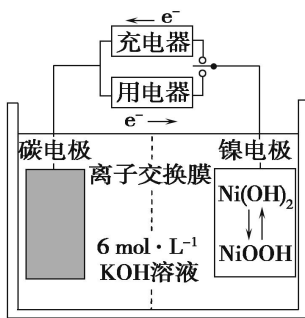 e⁻
充电器
用电器
e⁻
碳电极
离子交换膜
镍电极
Ni(OH)₂
NiOOH
6 mol·L⁻¹
KOH溶液